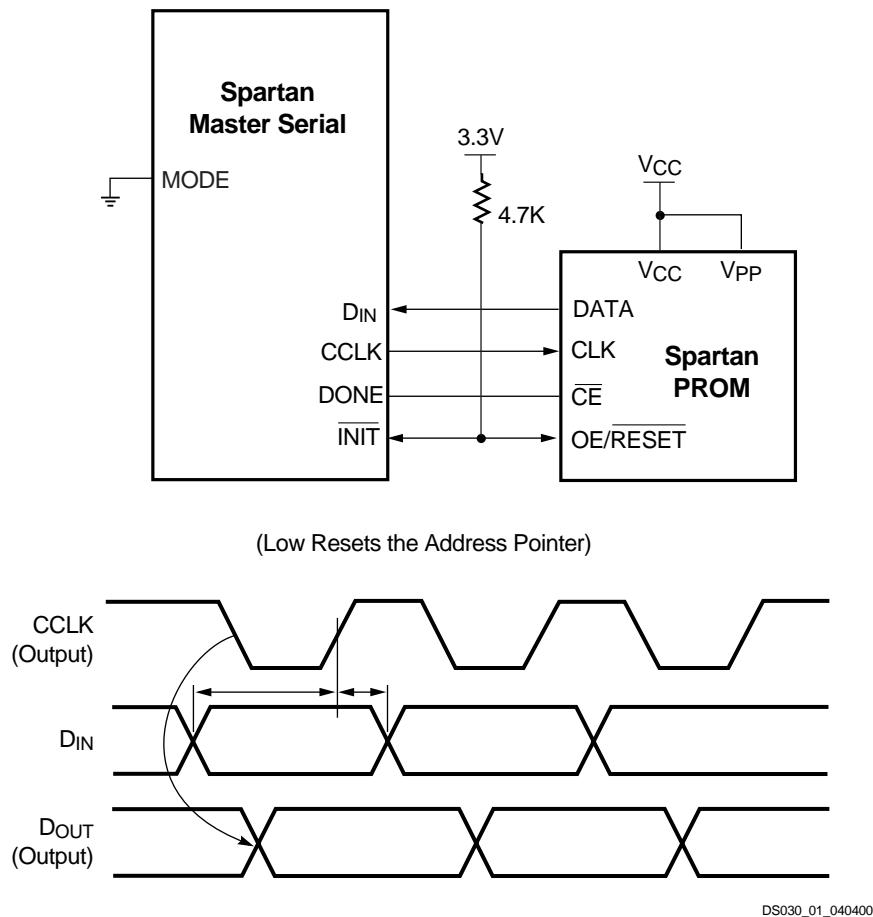 Spartan
Master Serial
MODE
3.3V
4.7K
VCC
VCC VPP
DIN
CCLK
DONE
INIT
DATA
CLK
CE
OE/RESET
Spartan
PROM
(Low Resets the Address Pointer)
CCLK
(Output)
DIN
DOUT
(Output)
DS030_01_040400